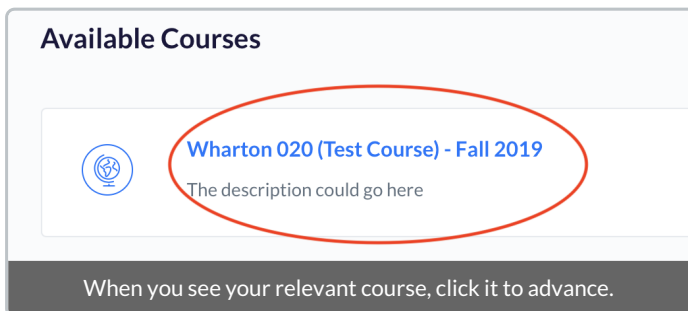 Available Courses
Wharton 020 (Test Course) - Fall 2019
The description could go here
When you see your relevant course, click it to advance.